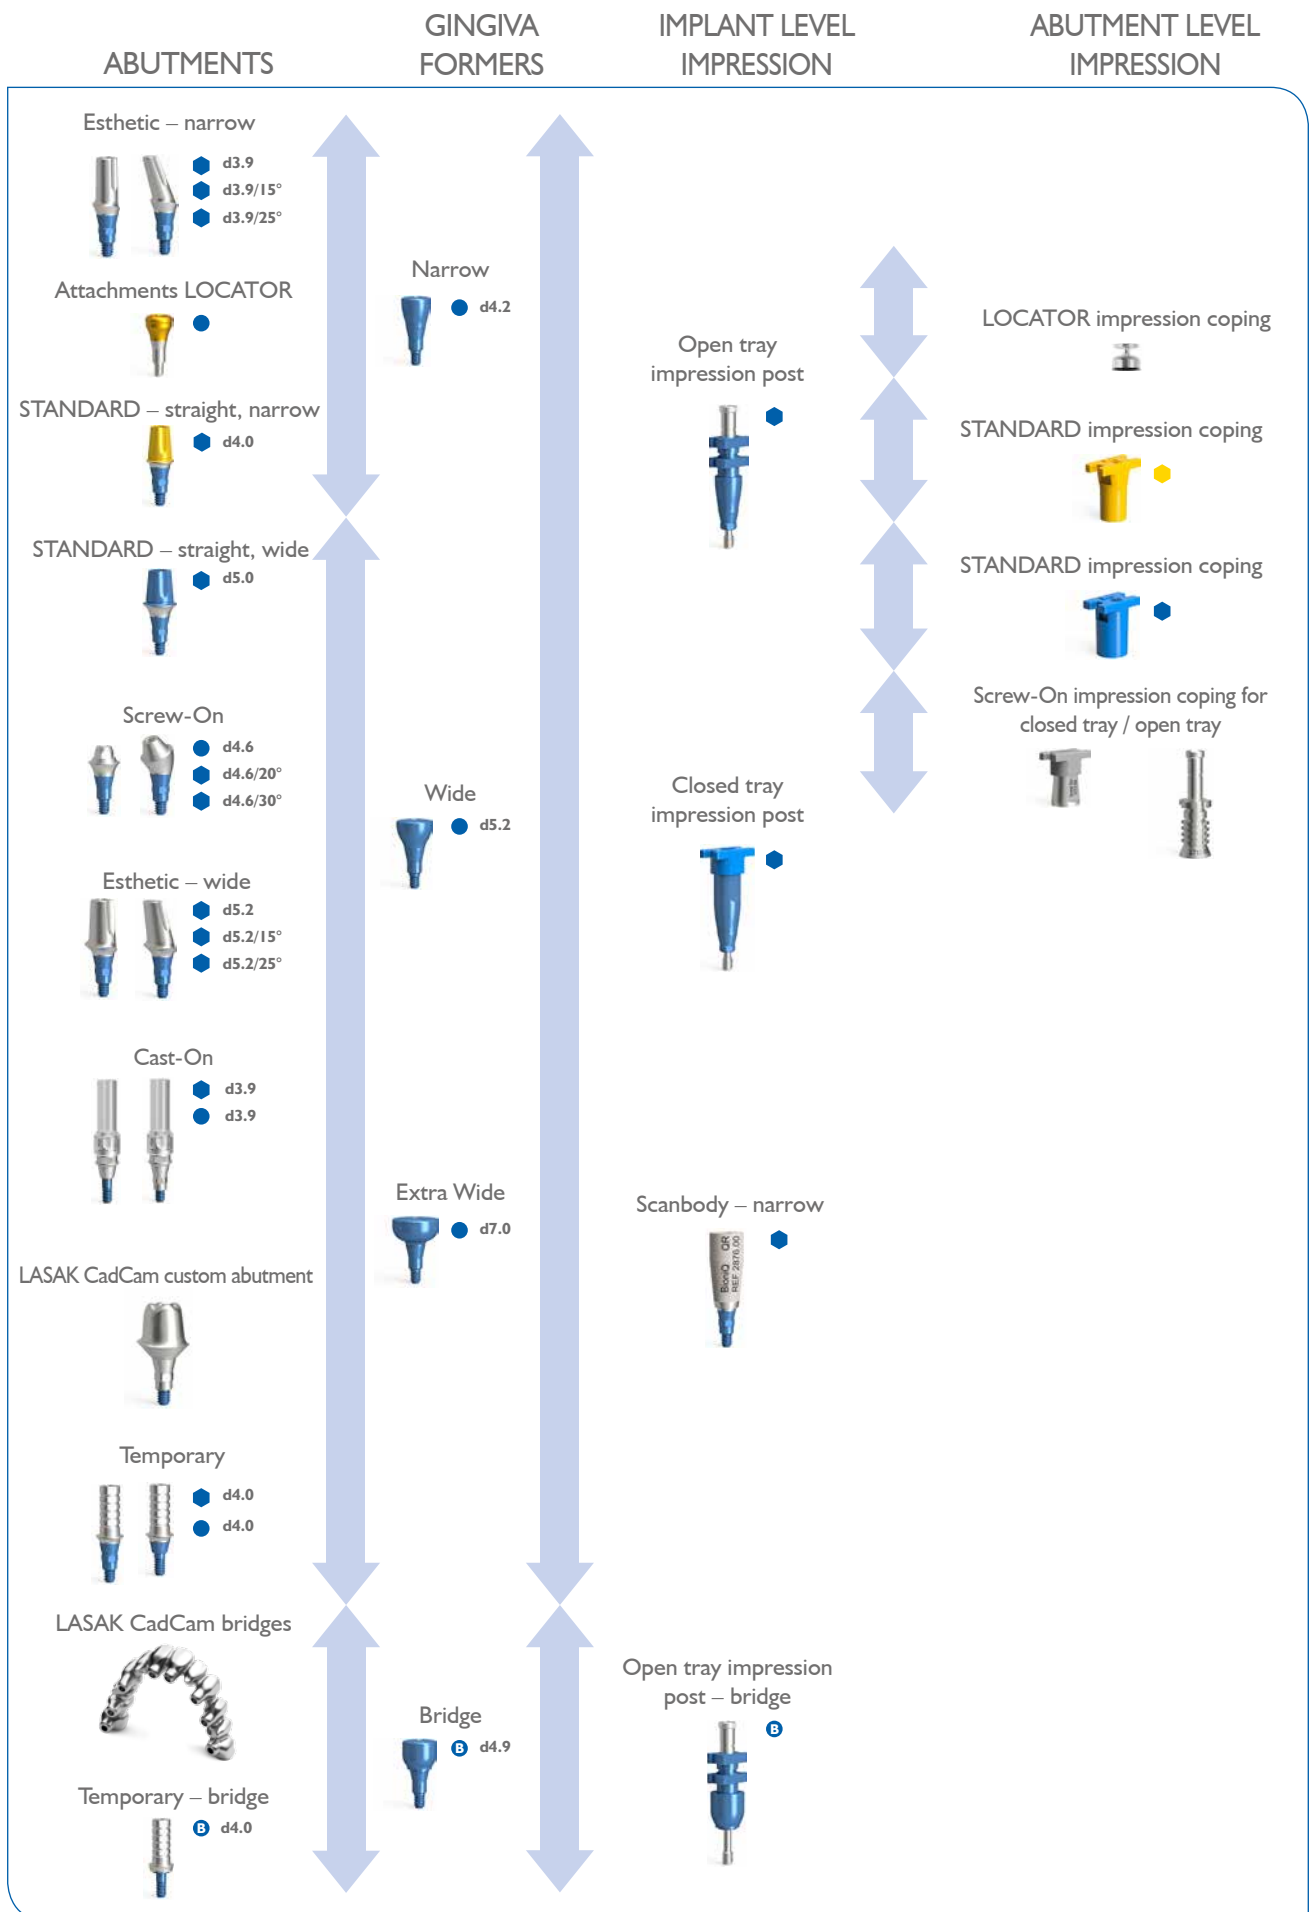 ABUTMENTS
GINGIVA
FORMERS
IMPLANT LEVEL
IMPRESSION
ABUTMENT LEVEL
IMPRESSION
Esthetic – narrow
d3.9
d3.9/15°
d3.9/25°
Attachments LOCATOR
STANDARD – straight, narrow
d4.0
STANDARD – straight, wide
d5.0
Screw-On
d4.6
d4.6/20°
d4.6/30°
Esthetic – wide
d5.2
d5.2/15°
d5.2/25°
Cast-On
d3.9
d3.9
LASAK CadCam custom abutment
Temporary
d4.0
d4.0
LASAK CadCam bridges
Temporary – bridge
B d4.0
Narrow
d4.2
Wide
d5.2
Extra Wide
d7.0
Bridge
B d4.9
Open tray
impression post
Closed tray
impression post
Scanbody – narrow
BioniQ QR
REF 2876.00
Open tray impression
post – bridge
B
LOCATOR impression coping
STANDARD impression coping
STANDARD impression coping
Screw-On impression coping for
closed tray / open tray